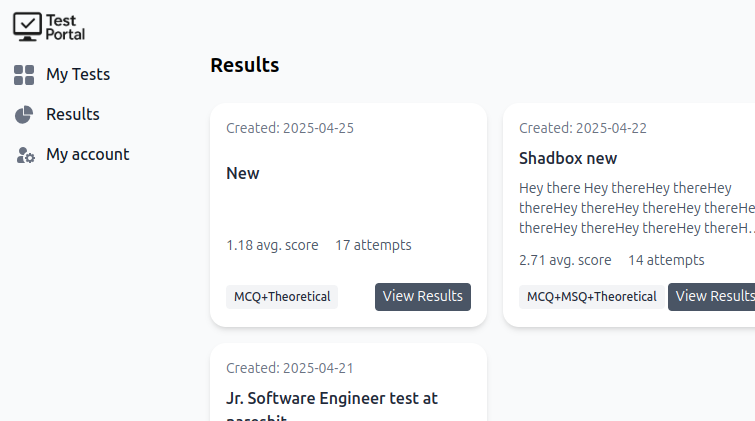 Test
Portal
My Tests
Results
My account
Results
Created: 2025-04-25
New
1.18 avg. score 17 attempts
MCQ+Theoretical View Results
Created: 2025-04-22
Shadbox new
Hey there Hey thereHey thereHey
thereHey thereHey thereHey thereHe
thereHey thereHey thereHey thereH..
2.71 avg. score 14 attempts
MCQ+MSQ+Theoretical View Results
Created: 2025-04-21
Jr. Software Engineer test at